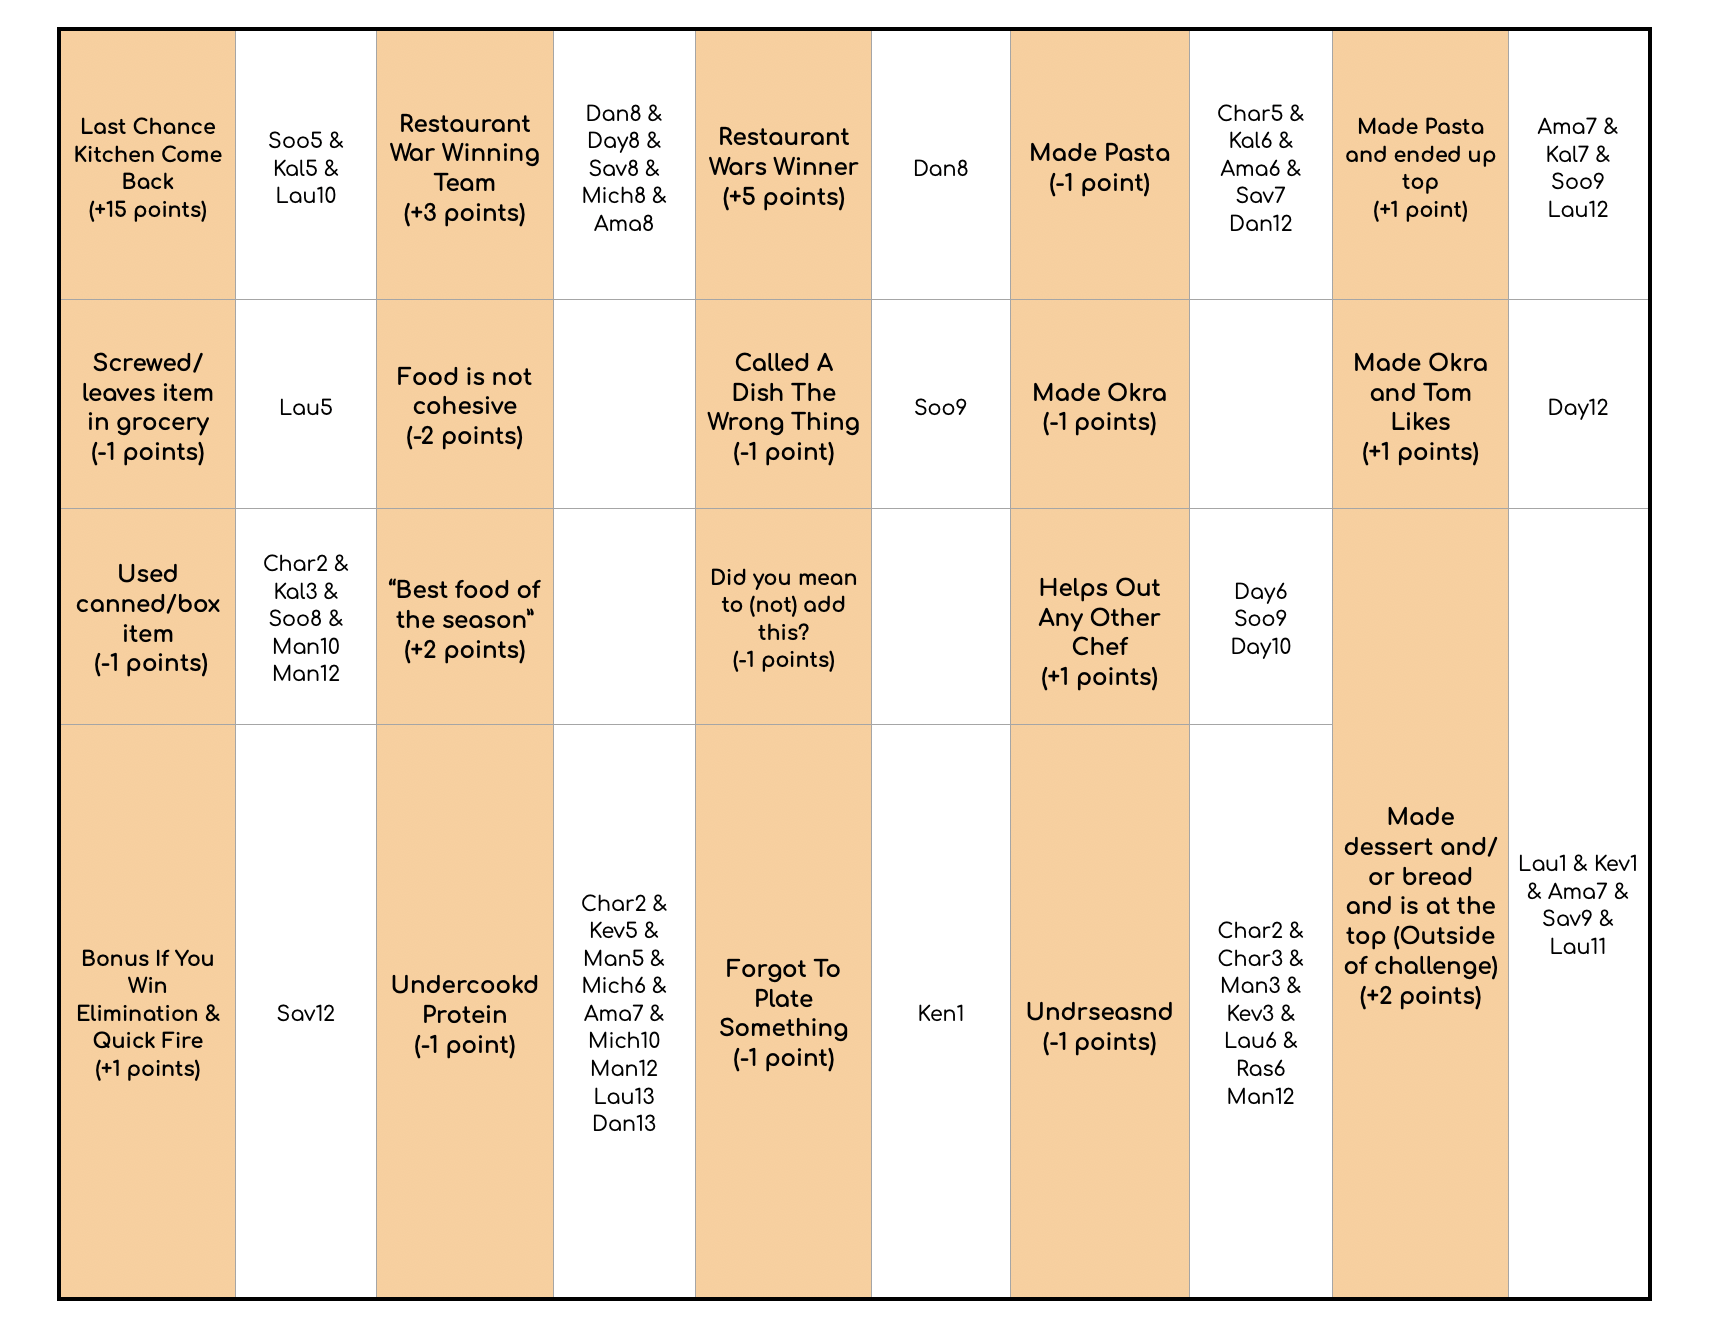 Last Chance
Kitchen Come
Back
(+15 points)
Soo5 &
Kal5 &
Lau10
Restaurant
War Winning
Team
(+3 points)
Dan8 &
Day8 &
Sav8 &
Mich8 &
Ama8
Restaurant
Wars Winner
(+5 points)
Dan8
Made Pasta
(-1 point)
Char5 &
Kal6 &
Ama6 &
Sav7
Dan12
Made Pasta
and ended up
top
(+1 point)
Ama7 &
Kal7 &
Soo9
Lau12
Screwed/
leaves item
in grocery
(-1 points)
Lau5
Food is not
cohesive
(-2 points)
Called A
Dish The
Wrong Thing
(-1 point)
Soo9
Made Okra
(-1 points)
Made Okra
and Tom
Likes
(+1 points)
Day12
Used
canned/box
item
(-1 points)
Char2 &
Kal3 &
Soo8 &
Man10
Man12
“Best food of
the season”
(+2 points)
Did you mean
to (not) add
this?
(-1 points)
Helps Out
Any Other
Chef
(+1 points)
Day6
Soo9
Day10
Made
dessert and/
or bread
and is at the
top (Outside
of challenge)
(+2 points)
Lau1 & Kev1
& Ama7 &
Sav9 &
Lau11
Bonus If You
Win
Elimination &
Quick Fire
(+1 points)
Sav12
Undercookd
Protein
(-1 point)
Char2 &
Kev5 &
Man5 &
Mich6 &
Ama7 &
Mich10
Man12
Lau13
Dan13
Forgot To
Plate
Something
(-1 point)
Ken1
Undrseasnd
(-1 points)
Char2 &
Char3 &
Man3 &
Kev3 &
Lau6 &
Ras6
Man12